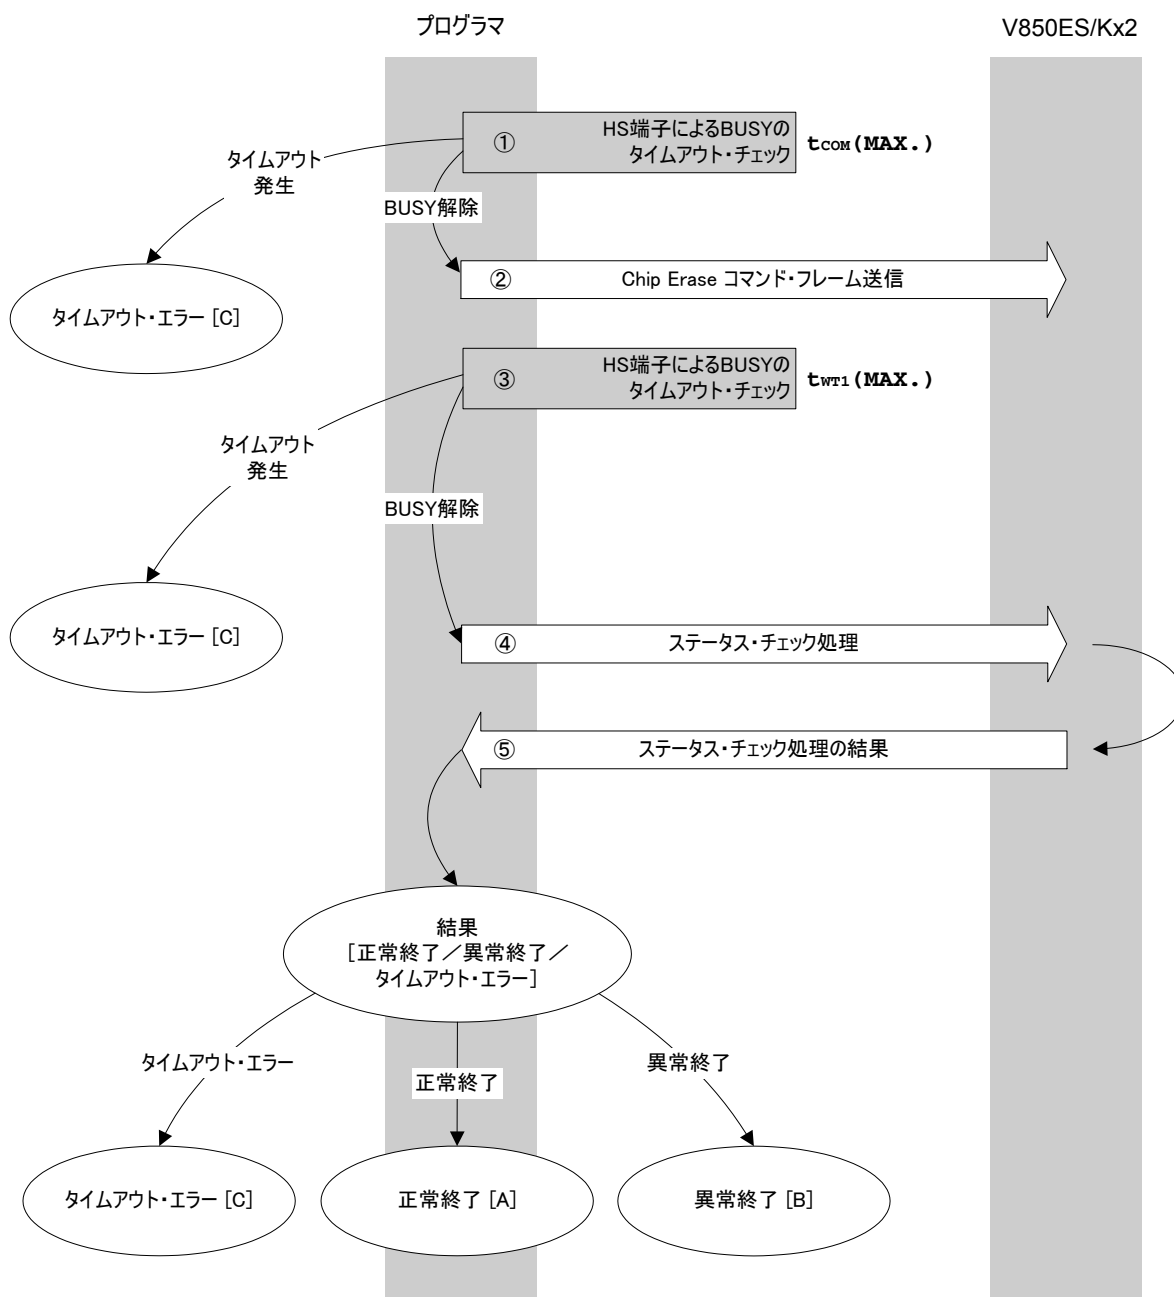 プログラマ
V850ES/Kx2
① HS端子によるBUSYの
タイムアウト・チェック
tCOM(MAX.)
タイムアウト
発生
BUSY解除
② Chip Erase コマンド・フレーム送信
タイムアウト・エラー [C]
③ HS端子によるBUSYの
タイムアウト・チェック
tWT1(MAX.)
タイムアウト
発生
BUSY解除
タイムアウト・エラー [C]
④ ステータス・チェック処理
⑤ ステータス・チェック処理の結果
結果
[正常終了／異常終了／
タイムアウト・エラー]
タイムアウト・エラー
正常終了
異常終了
タイムアウト・エラー [C]
正常終了 [A]
異常終了 [B]